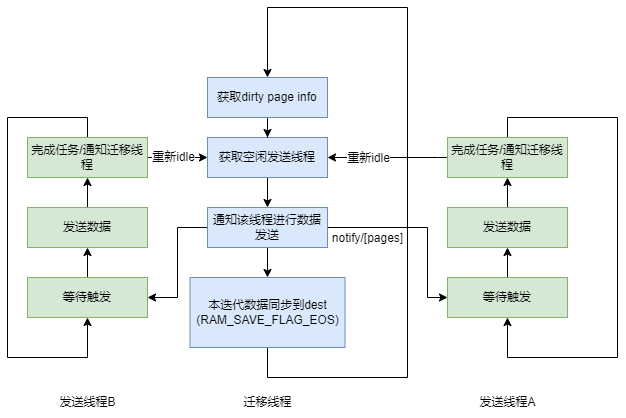 获取dirty page info
完成任务/通知迁移线
程
重新idle
获取空闲发送线程
重新idle
完成任务/通知迁移线
程
发送数据
通知该线程进行数据
发送
notify/[pages]
发送数据
等待触发
本迭代数据同步到dest
(RAM_SAVE_FLAG_EOS)
等待触发
发送线程B
迁移线程
发送线程A